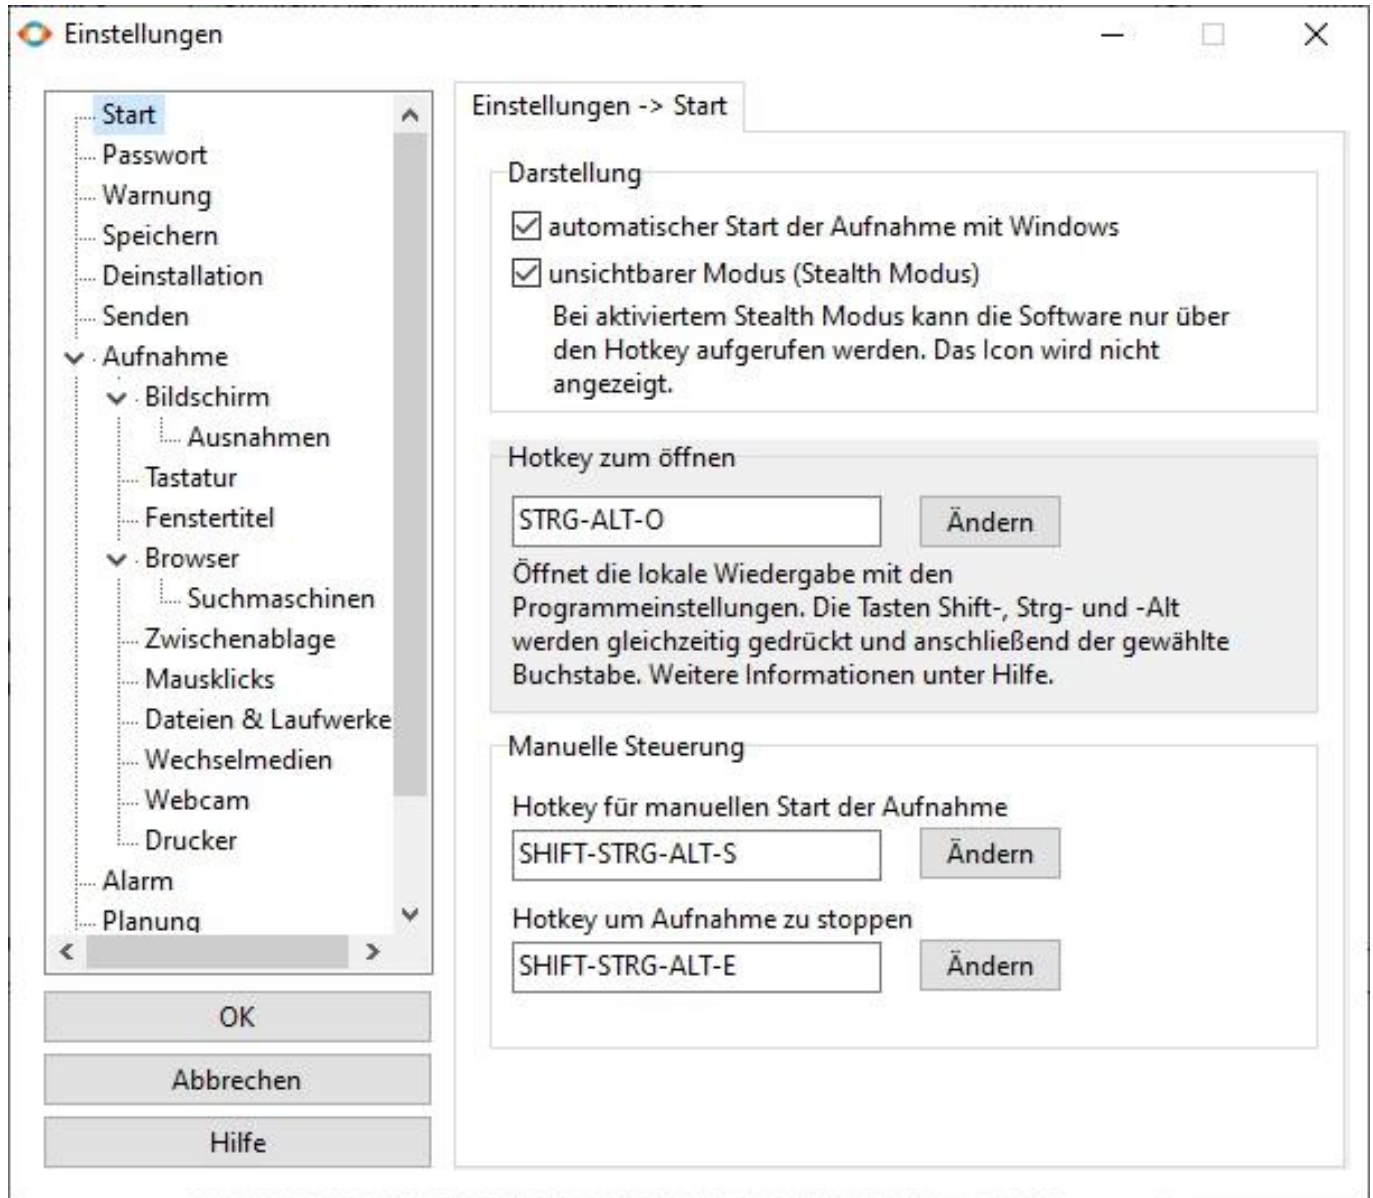 Einstellungen
Start
Passwort
Warnung
Speichern
Deinstallation
Senden
Aufnahme
Bildschirm
Ausnahmen
Tastatur
Fenstertitel
Browser
Suchmaschinen
Zwischenablage
Mausklicks
Dateien & Laufwerke
Wechselmedien
Webcam
Drucker
Alarm
Planung
OK
Abbrechen
Hilfe
Einstellungen -> Start
Darstellung
automatischer Start der Aufnahme mit Windows
unsichtbarer Modus (Stealth Modus)
Bei aktiviertem Stealth Modus kann die Software nur über
den Hotkey aufgerufen werden. Das Icon wird nicht
angezeigt.
Hotkey zum öffnen
STRG-ALT-O
Ändern
Öffnet die lokale Wiedergabe mit den
Programmeinstellungen. Die Tasten Shift-, Strg- und -Alt
werden gleichzeitig gedrückt und anschließend der gewählte
Buchstabe. Weitere Informationen unter Hilfe.
Manuelle Steuerung
Hotkey für manuellen Start der Aufnahme
SHIFT-STRG-ALT-S
Ändern
Hotkey um Aufnahme zu stoppen
SHIFT-STRG-ALT-E
Ändern